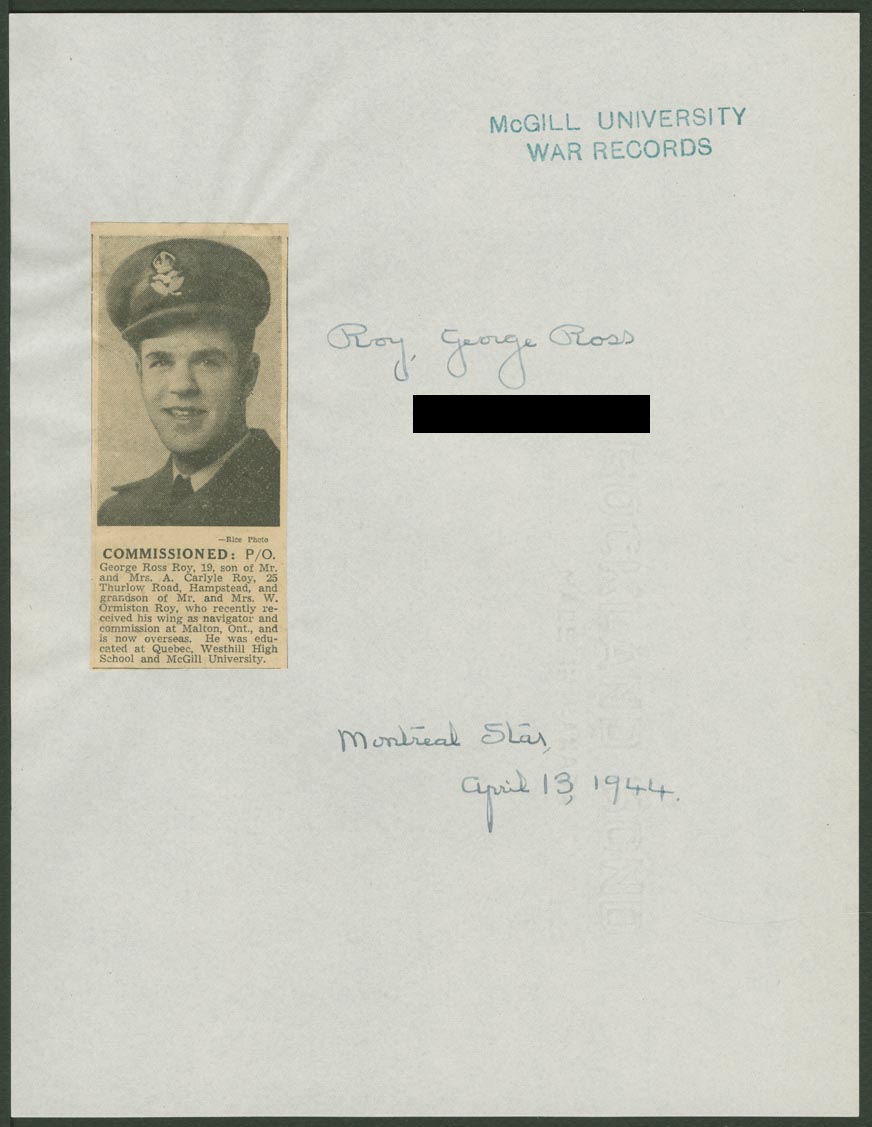 McGILL UNIVERSITY
WAR RECORDS
Roy, George Ross
—Rice Photo
COMMISSIONED: P/O.
George Ross Roy, 19, son of Mr.
and Mrs. A. Carlyle Roy, 25
Thurlow Road, Hampstead, and
grandson of Mr. and Mrs. W.
Ormiston Roy, who recently re-
ceived his wing as navigator and
commission at Malton, Ont., and
is now overseas. He was edu-
cated at Quebec, Westhill High
School and McGill University.
Montreal Star,
April 13, 1944.